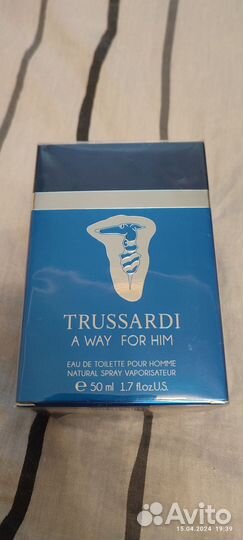 TRUSSARDI
A WAY FOR HIM
EAU DE TOILETTE POUR HOMME
NATURAL SPRAY VAPORISATEUR
e 50 ml 1.7 fl.oz.U.S.
Avito
15.04.2024 19:39